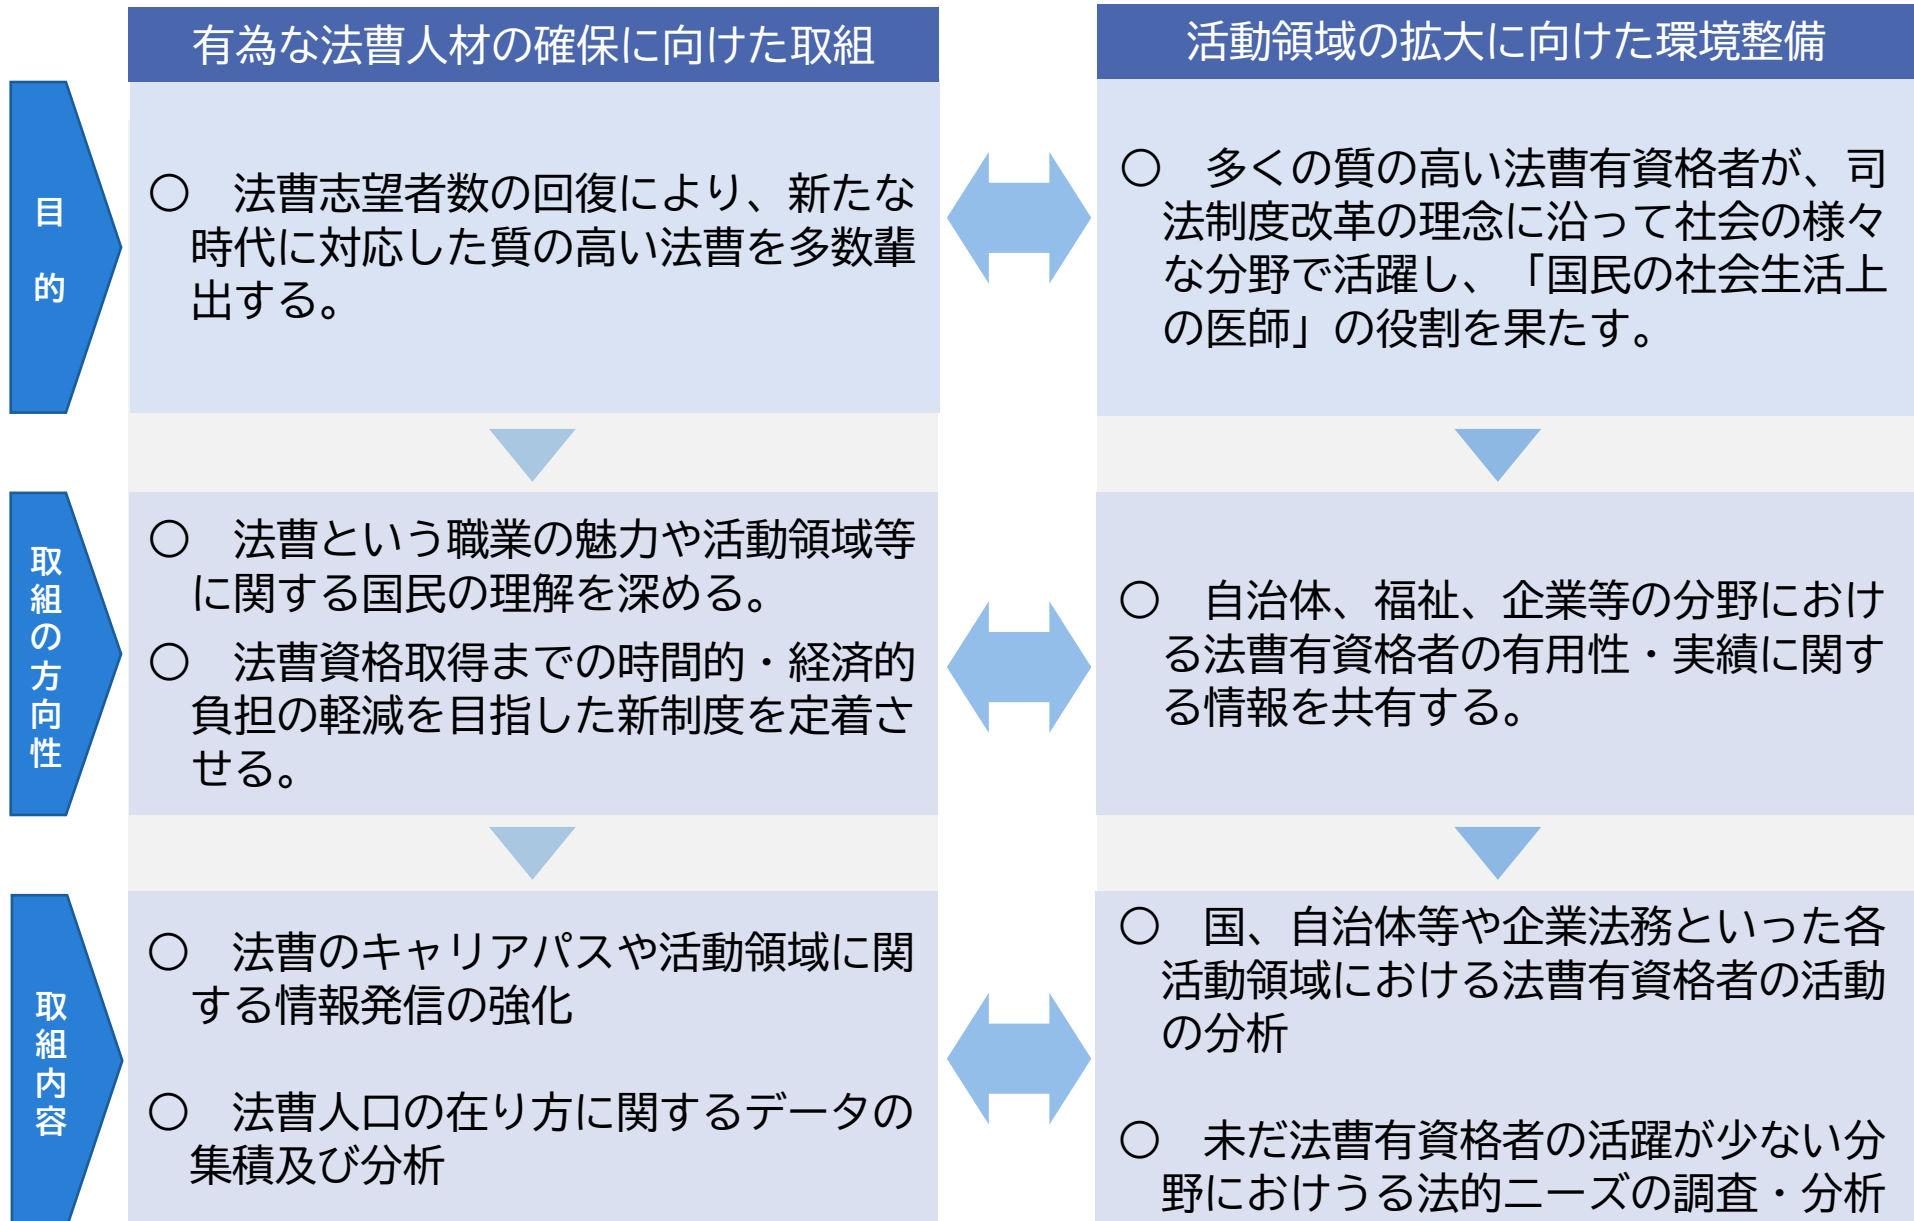 有為な法曹人材の確保に向けた取組
活動領域の拡大に向けた環境整備
目的
〇　法曹志望者数の回復により、新たな
時代に対応した質の高い法曹を多数輩
出する。
〇　多くの質の高い法曹有資格者が、司
法制度改革の理念に沿って社会の様々
な分野で活躍し、「国民の社会生活上
の医師」の役割を果たす。
取組の方向性
〇　法曹という職業の魅力や活動領域等
に関する国民の理解を深める。
〇　法曹資格取得までの時間的・経済的
負担の軽減を目指した新制度を定着さ
せる。
〇　自治体、福祉、企業等の分野におけ
る法曹有資格者の有用性・実績に関す
る情報を共有する。
取組内容
〇　法曹のキャリアパスや活動領域に関
する情報発信の強化
〇　法曹人口の在り方に関するデータの
集積及び分析
〇　国、自治体等や企業法務といった各
活動領域における法曹有資格者の活動
の分析
〇　未だ法曹有資格者の活躍が少ない分
野におけうる法的ニーズの調査・分析